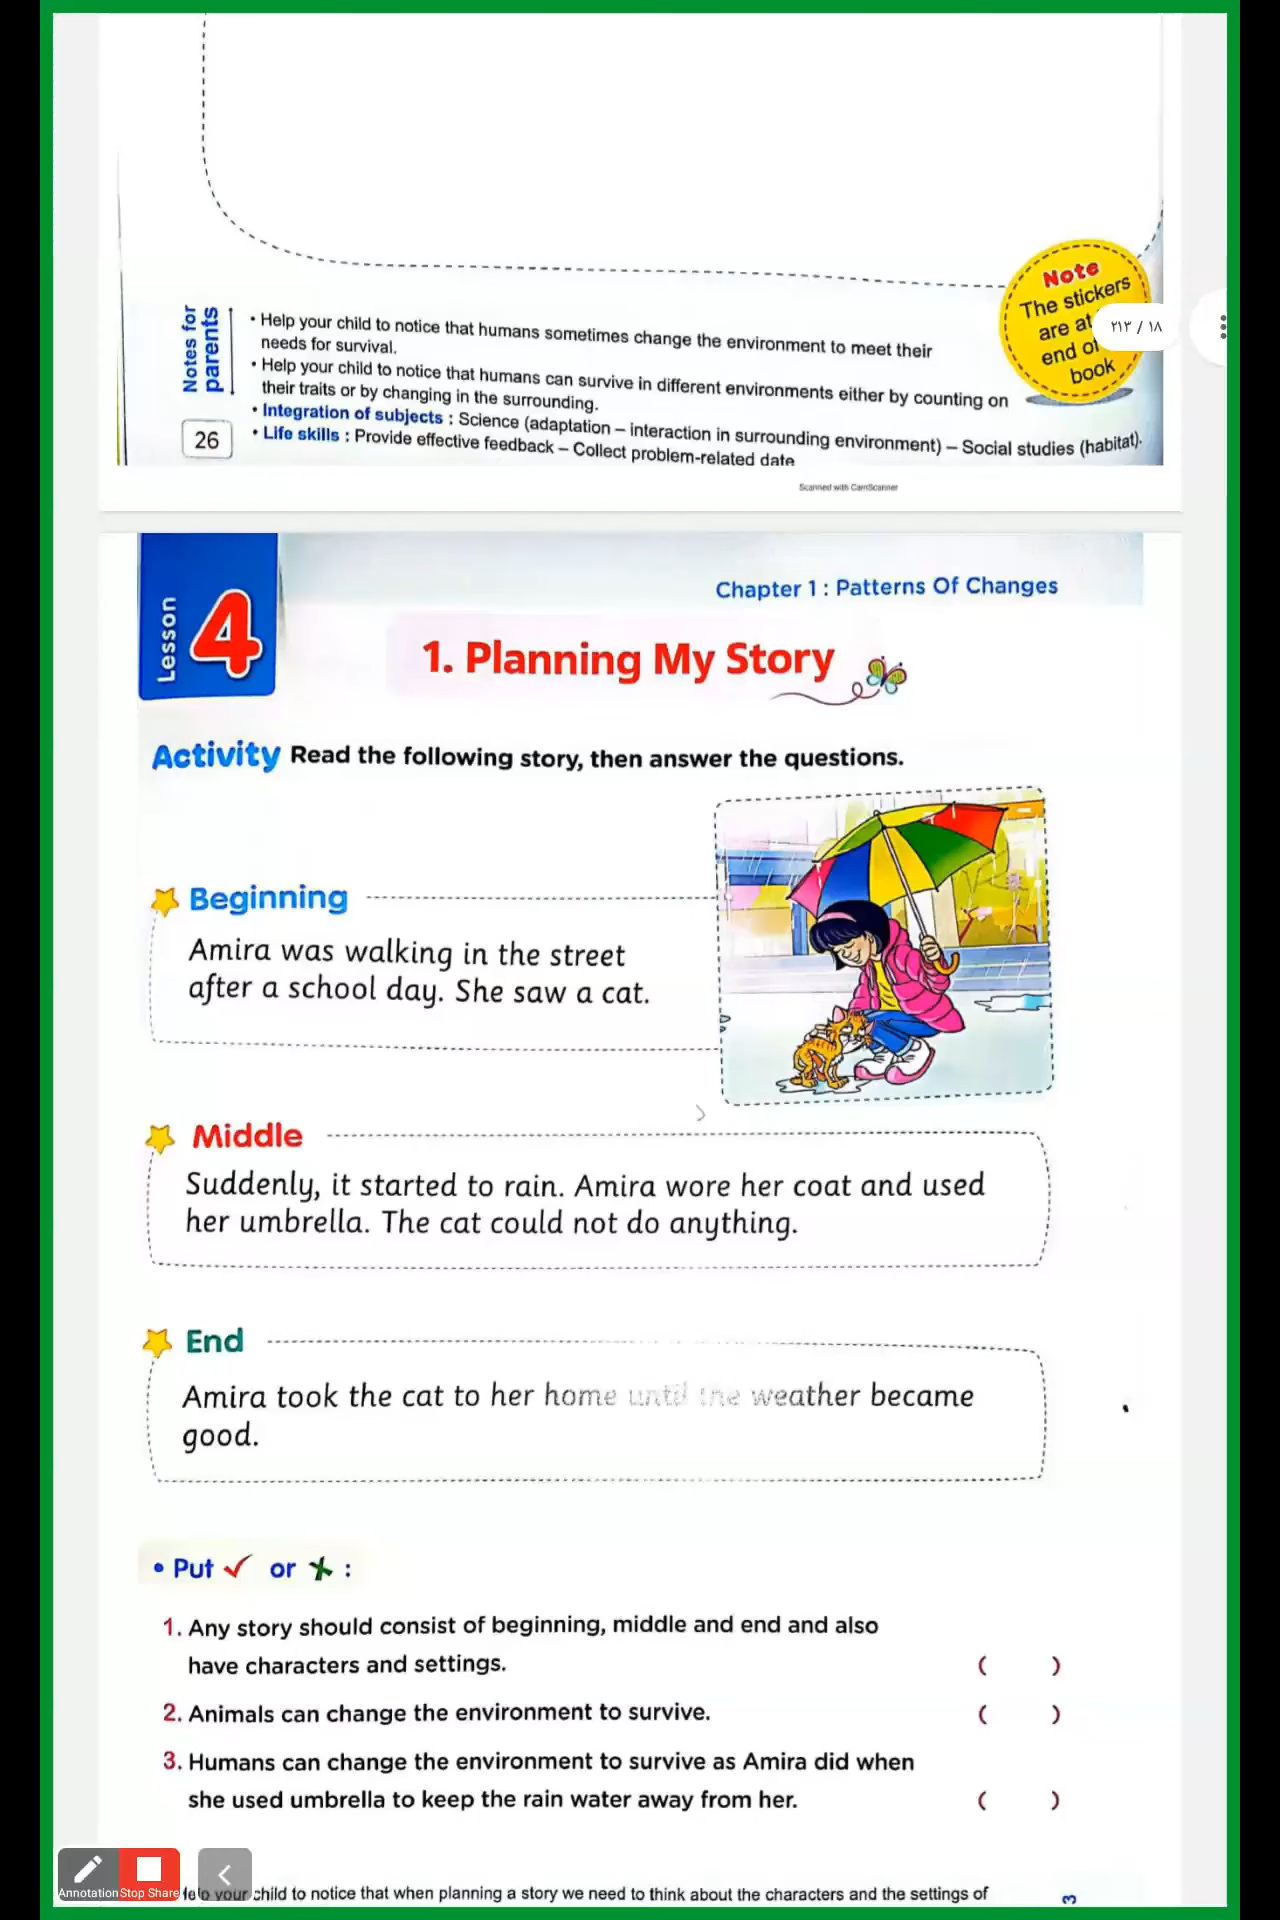 Note
The stickers
are at
end of
book
٢١٣ / ١٨
Notes for
parents
• Help your child to notice that humans sometimes change the environment to meet their
needs for survival.
• Help your child to notice that humans can survive in different environments either by counting on
their traits or by changing in the surrounding.
• Integration of subjects : Science (adaptation – interaction in surrounding environment) – Social studies (habitat).
• Life skills : Provide effective feedback – Collect problem-related date
26
Scanned with CamScanner
Lesson
4
Chapter 1 : Patterns Of Changes
1. Planning My Story
Activity Read the following story, then answer the questions.
Beginning
Amira was walking in the street
after a school day. She saw a cat.
Middle
Suddenly, it started to rain. Amira wore her coat and used
her umbrella. The cat could not do anything.
End
Amira took the cat to her home until the weather became
good.
• Put ✓ or ✗ :
1. Any story should consist of beginning, middle and end and also
have characters and settings. ( )
2. Animals can change the environment to survive. ( )
3. Humans can change the environment to survive as Amira did when
she used umbrella to keep the rain water away from her. ( )
Annotation Stop Share
Help your child to notice that when planning a story we need to think about the characters and the settings of